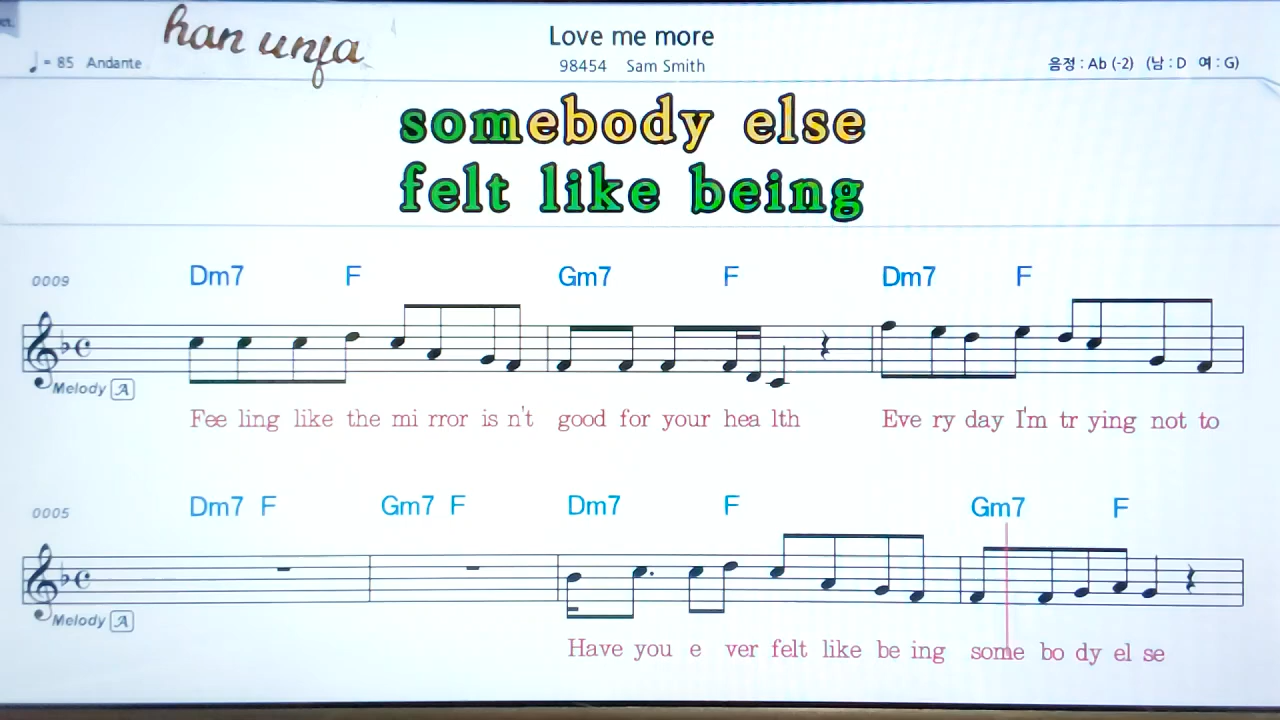 et.
han unfa
♩ = 85 Andante
Love me more
98454 Sam Smith
음정 : Ab (-2) (남 : D 여 : G)
somebody else
felt like being
0009
Dm7 F Gm7 F Dm7 F
Melody A
Fee ling like the mi rror is n't good for your hea lth Eve ry day I'm tr ying not to
0005
Dm7 F Gm7 F Dm7 F Gm7 F
Melody A
Have you e ver felt like be ing some bo dy el se